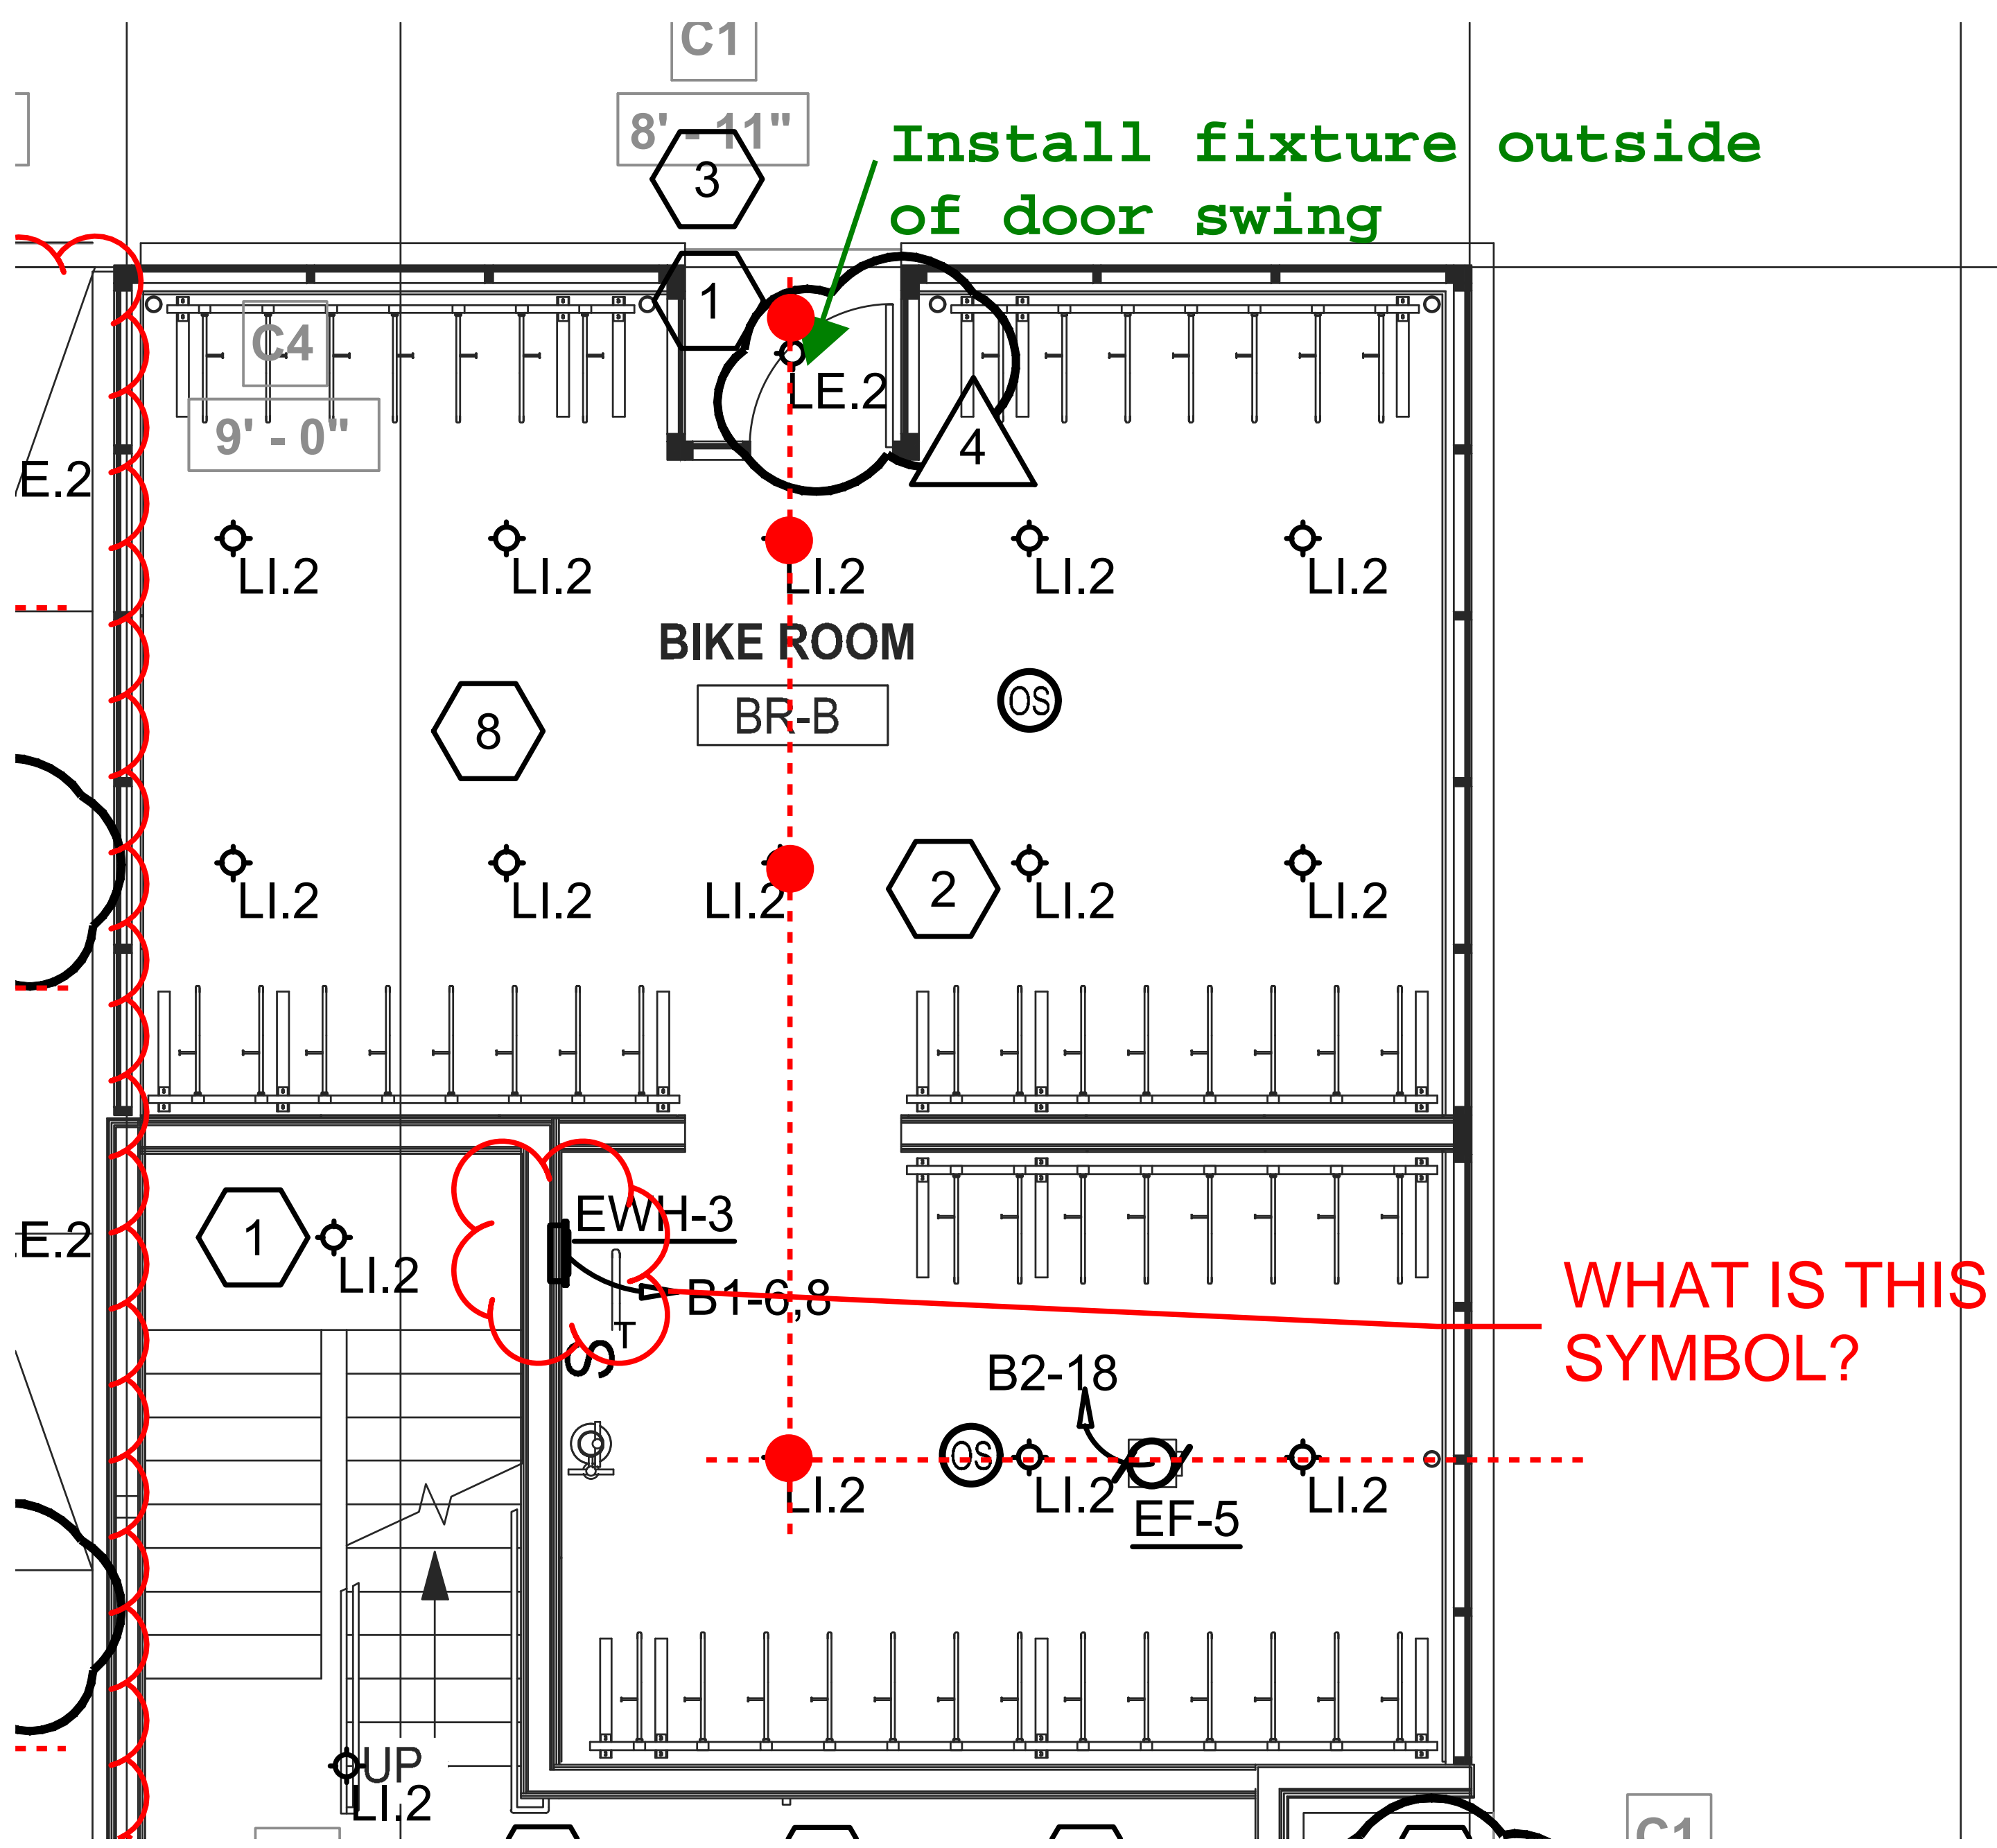 C1
8' - 11"
3
Install fixture outside
of door swing
1
C4
9' - 0"
LE.2
4
E.2
LI.2
LI.2
LI.2
LI.2
LI.2
BIKE ROOM
BR-B
OS
8
2
LI.2
LI.2
LI.2
LI.2
LI.2
EWH-3
1
E.2
LI.2
B1-6,8
WHAT IS THIS
SYMBOL?
S T
B2-18
OS
LI.2
LI.2
LI.2
EF-5
UP
LI.2
C1